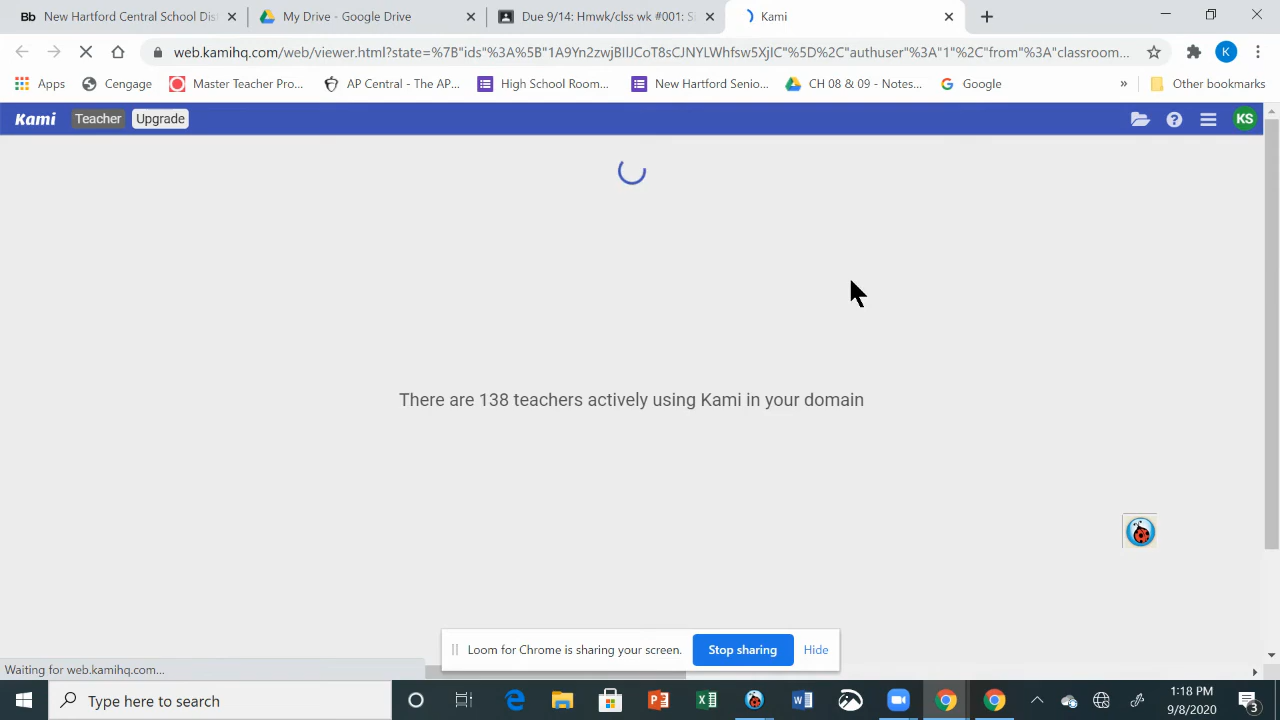 Bb New Hartford Central School Dis
My Drive - Google Drive
Due 9/14: Hmwk/clss wk #001: S
Kami
web.kamihq.com/web/viewer.html?state=%7B"ids"%3A%5B"1A9Yn2zwjBIlJCoT8sCJNYLWhfsw5XjIC"%5D%2C"authuser"%3A"1"%2C"from"%3A"classroom...
K
Apps
Cengage
Master Teacher Pro...
AP Central - The AP...
High School Room...
New Hartford Senio...
CH 08 & 09 - Notes...
Google
»
Other bookmarks
Kami
Teacher
Upgrade
KS
There are 138 teachers actively using Kami in your domain
Loom for Chrome is sharing your screen.
Stop sharing
Hide
Waiting for web.kamihq.com...
Type here to search
1:18 PM
9/8/2020
3